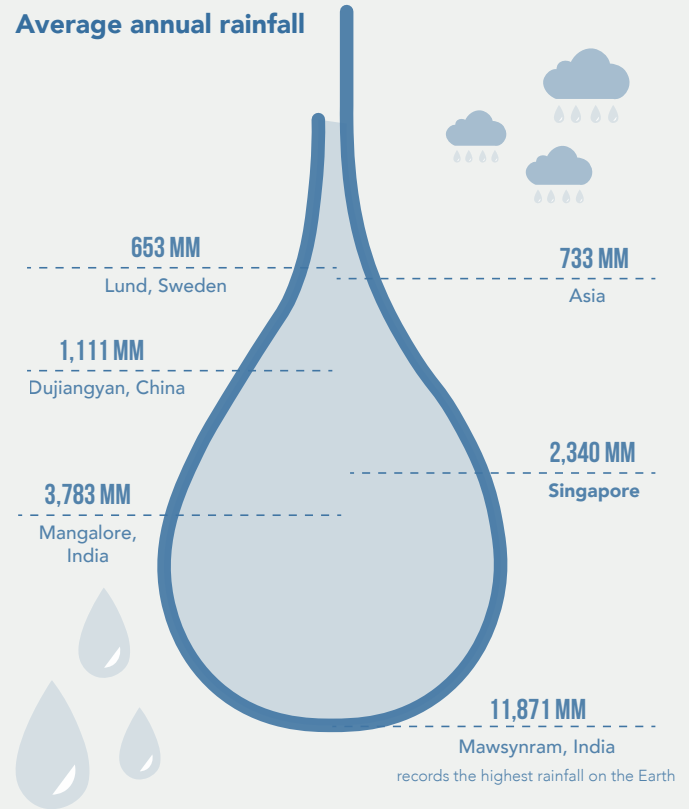 Average annual rainfall
653 MM
Lund, Sweden
733 MM
Asia
1,111 MM
Dujiangyan, China
2,340 MM
Singapore
3,783 MM
Mangalore,
India
11,871 MM
Mawsynram, India
records the highest rainfall on the Earth